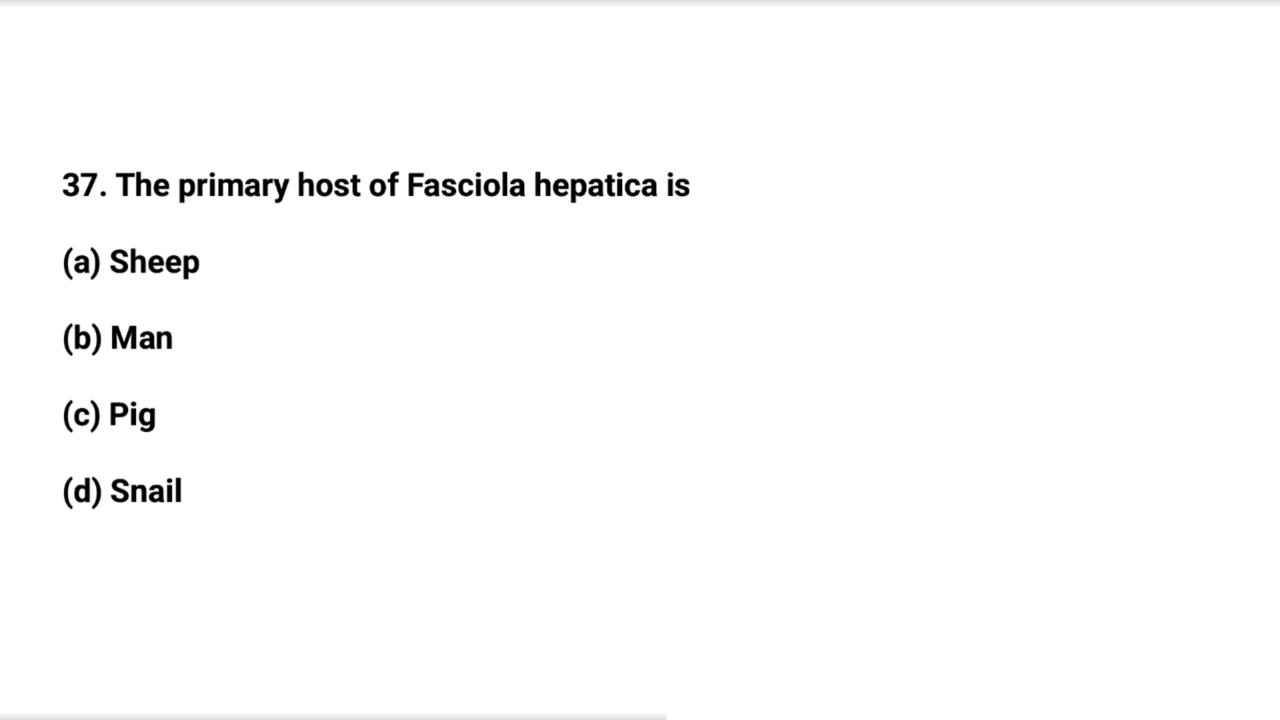 37. The primary host of Fasciola hepatica is
(a) Sheep
(b) Man
(c) Pig
(d) Snail